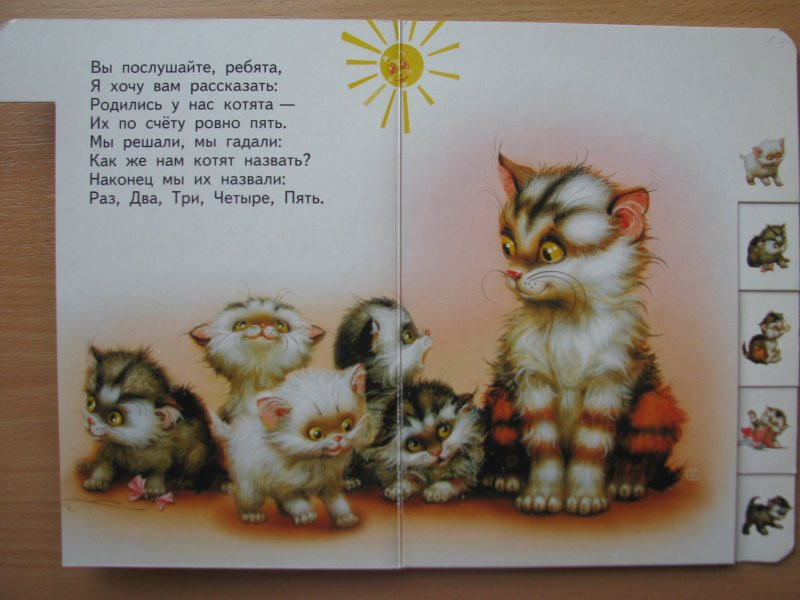 Вы послушайте, ребята,
Я хочу вам рассказать:
Родились у нас котята —
Их по счёту ровно пять.
Мы решали, мы гадали:
Как же нам котят назвать?
Наконец мы их назвали:
Раз, Два, Три, Четыре, Пять.